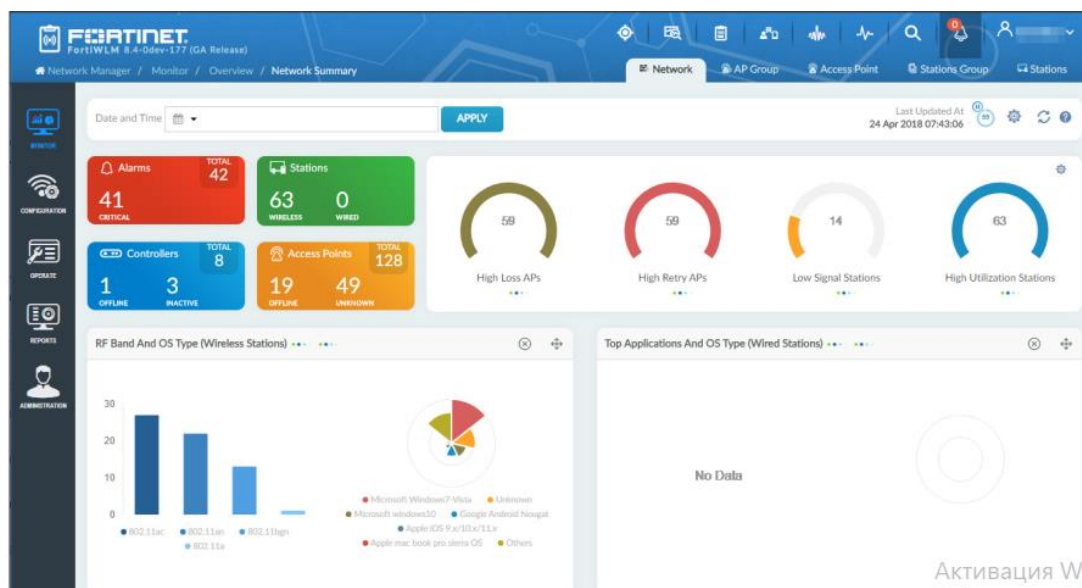 FORTINET
FortiWLM 8.4-0dev-177 (GA Release)
0
Network Manager / Monitor / Overview / Network Summary
Network
AP Group
Access Point
Stations Group
Stations
MONITOR
CONFIGURATION
OPERATE
REPORTS
ADMINISTRATION
Date and Time
APPLY
Last Updated At
24 Apr 2018 07:43:06
59
Alarms
TOTAL
42
41
CRITICAL
Stations
63
WIRELESS
0
WIRED
Controllers
TOTAL
8
1
OFFLINE
3
INACTIVE
Access Points
TOTAL
128
19
OFFLINE
49
UNKNOWN
59
High Loss APs
59
High Retry APs
14
Low Signal Stations
63
High Utilization Stations
RF Band And OS Type (Wireless Stations)
30
20
10
0
802.11ac
802.11an
802.11bgn
802.11a
Microsoft Windows7-Vista
Unknown
Microsoft windows10
Google Android Nougat
Apple iOS 9.x/10.x/11.x
Apple mac book pro sierra OS
Others
Top Applications And OS Type (Wired Stations)
No Data
Активация W